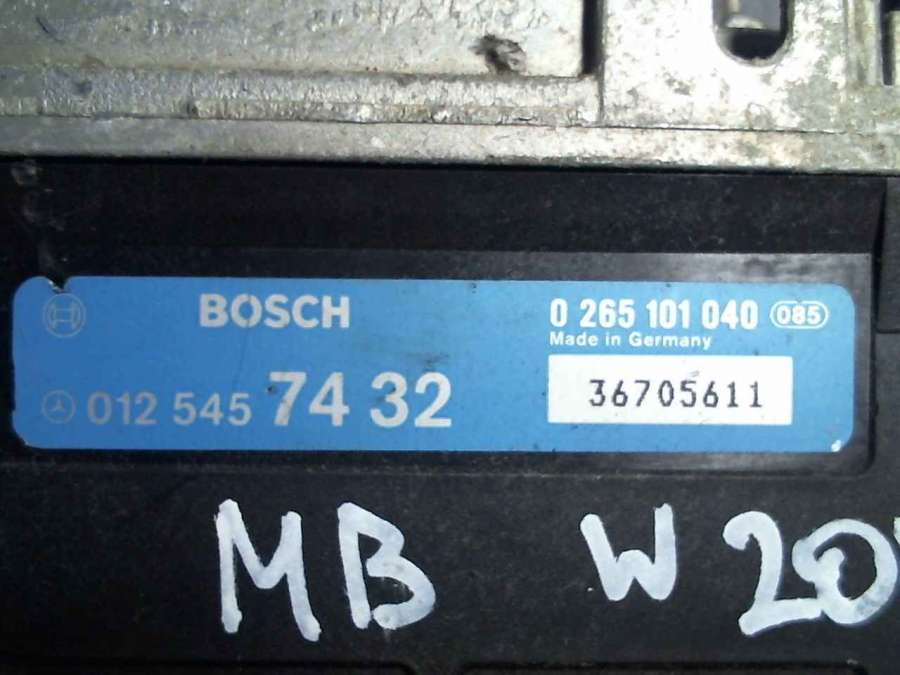 BOSCH
0 265 101 040 085
Made in Germany
012 545 74 32
36705611
MB W 20